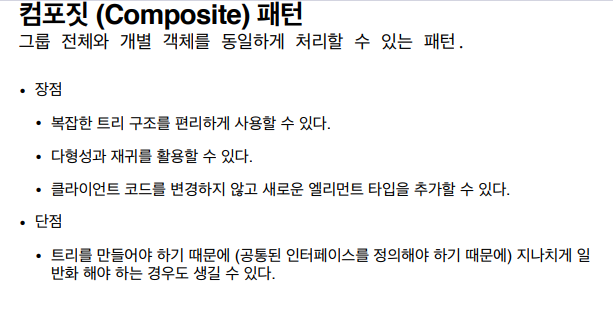 컴포짓 (Composite) 패턴
그룹 전체와 개별 객체를 동일하게 처리할 수 있는 패턴.
• 장점
• 복잡한 트리 구조를 편리하게 사용할 수 있다.
• 다형성과 재귀를 활용할 수 있다.
• 클라이언트 코드를 변경하지 않고 새로운 엘리먼트 타입을 추가할 수 있다.
• 단점
• 트리를 만들어야 하기 때문에 (공통된 인터페이스를 정의해야 하기 때문에) 지나치게 일
반화 해야 하는 경우도 생길 수 있다.